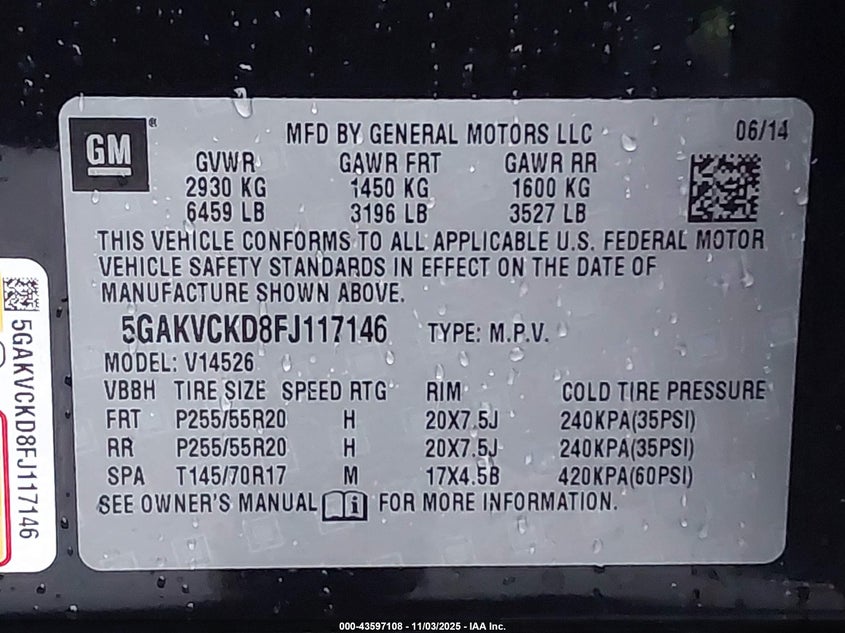 MFD BY GENERAL MOTORS LLC 06/14
GM ®
GVWR GAWR FRT GAWR RR
2930 KG 1450 KG 1600 KG
6459 LB 3196 LB 3527 LB
THIS VEHICLE CONFORMS TO ALL APPLICABLE U.S. FEDERAL MOTOR
VEHICLE SAFETY STANDARDS IN EFFECT ON THE DATE OF
MANUFACTURE SHOWN ABOVE.
5GAKVCKD8FJ117146 TYPE: M.P.V.
MODEL: V14526
VBBH TIRE SIZE SPEED RTG RIM COLD TIRE PRESSURE
FRT P255/55R20 H 20X7.5J 240KPA(35PSI)
RR P255/55R20 H 20X7.5J 240KPA(35PSI)
SPA T145/70R17 M 17X4.5B 420KPA(60PSI)
SEE OWNER'S MANUAL i FOR MORE INFORMATION.
5GAKVCKD8FJ117146
000-43597108 - 11/03/2025 - IAA Inc.